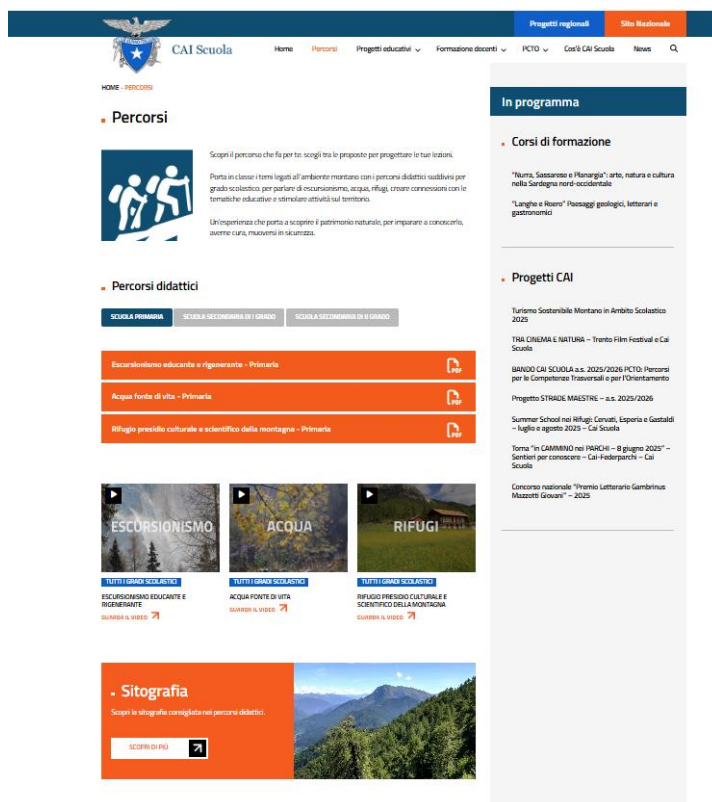 Progetti regionali
Sito Nazionale
CAI Scuola
Home
Percorsi
Progetti educativi
Formazione docenti
PCTO
Cos'è CAI Scuola
News
HOME - PERCORSI
Percorsi
Scopri il percorso che fa per te: scegli tra le proposte per progettare le tue lezioni.
Porta in classe i temi legati all'ambiente montano con i percorsi didattici suddivisi per
grado scolastico, per parlare di escursionismo, acqua, rifugi, creare connessioni con le
tematiche educative e stimolare attività sul territorio.
Un'esperienza che porta a scoprire il patrimonio naturale, per imparare a conoscerlo,
averne cura, muoversi in sicurezza.
Percorsi didattici
SCUOLA PRIMARIA
SCUOLA SECONDARIA DI I GRADO
SCUOLA SECONDARIA DI II GRADO
Escursionismo educante e rigenerante - Primaria
PDF
Acqua fonte di vita - Primaria
PDF
Rifugio presidio culturale e scientifico della montagna - Primaria
PDF
ESCURSIONISMO
TUTTI I GRADI SCOLASTICI
ESCURSIONISMO EDUCANTE E
RIGENERANTE
GUARDA IL VIDEO
ACQUA
TUTTI I GRADI SCOLASTICI
ACQUA FONTE DI VITA
GUARDA IL VIDEO
RIFUGI
TUTTI I GRADI SCOLASTICI
RIFUGIO PRESIDIO CULTURALE E
SCIENTIFICO DELLA MONTAGNA
GUARDA IL VIDEO
Sitografia
Scopri la sitografia consigliata nei percorsi didattici.
SCOPRI DI PIÙ
In programma
Corsi di formazione
"Nurra, Sassarese e Planargia": arte, natura e cultura
nella Sardegna nord-occidentale
"Langhe e Roero" Paesaggi geologici, letterari e
gastronomici
Progetti CAI
Turismo Sostenibile Montano in Ambito Scolastico
2025
TRA CINEMA E NATURA – Trento Film Festival e Cai
Scuola
BANDO CAI SCUOLA a.s. 2025/2026 PCTO: Percorsi
per le Competenze Trasversali e per l'Orientamento
Progetto STRADE MAESTRE – a.s. 2025/2026
Summer School nei Rifugi: Cervati, Esperia e Gastaldi
– luglio e agosto 2025 – Cai Scuola
Torna "in CAMMINO nei PARCHI – 8 giugno 2025" –
Sentieri per conoscere – Cai-Federparchi – Cai
Scuola
Concorso nazionale "Premio Letterario Gambrinus
Mazzotti Giovani" – 2025